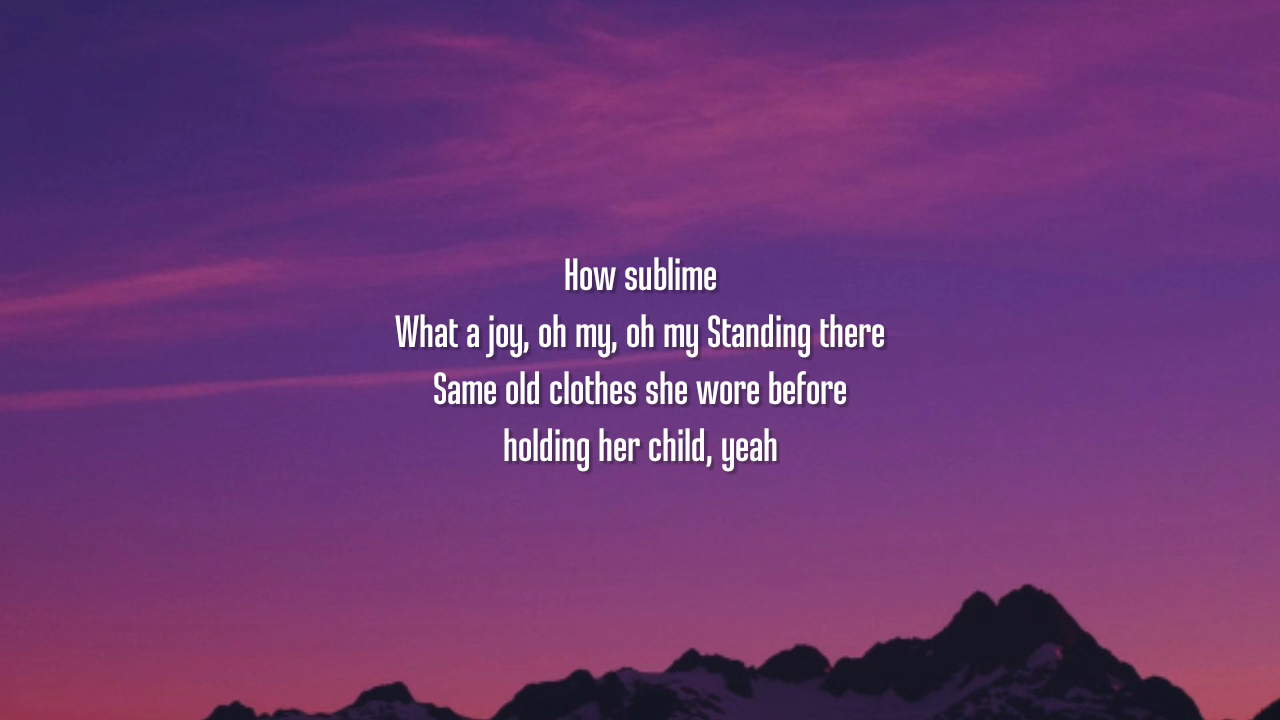 How sublime
What a joy, oh my, oh my Standing there
Same old clothes she wore before
holding her child, yeah